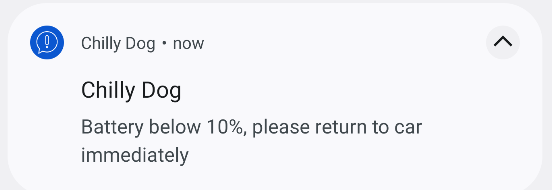 Chilly Dog • now
Chilly Dog
Battery below 10%, please return to car
immediately